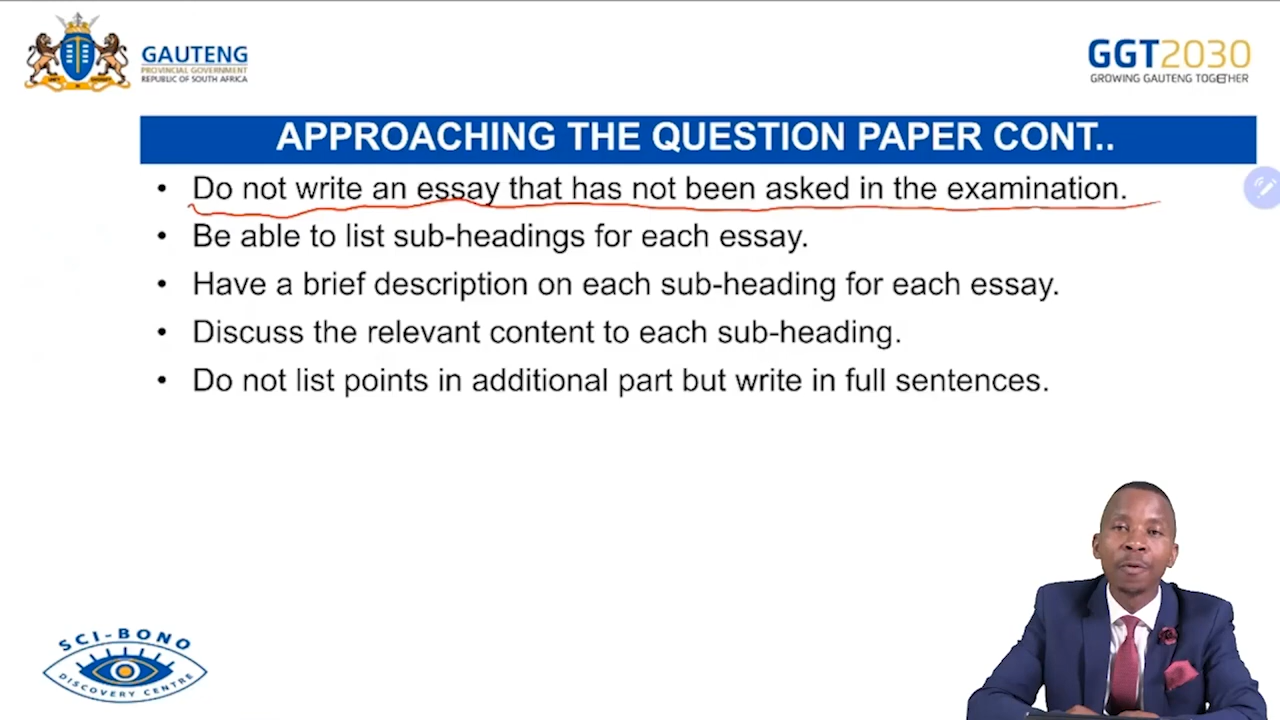 GAUTENG
PROVINCIAL GOVERNMENT
REPUBLIC OF SOUTH AFRICA
GGT2030
GROWING GAUTENG TOGETHER
APPROACHING THE QUESTION PAPER CONT..
• Do not write an essay that has not been asked in the examination.
• Be able to list sub-headings for each essay.
• Have a brief description on each sub-heading for each essay.
• Discuss the relevant content to each sub-heading.
• Do not list points in additional part but write in full sentences.
SCI-BONO
DISCOVERY CENTRE